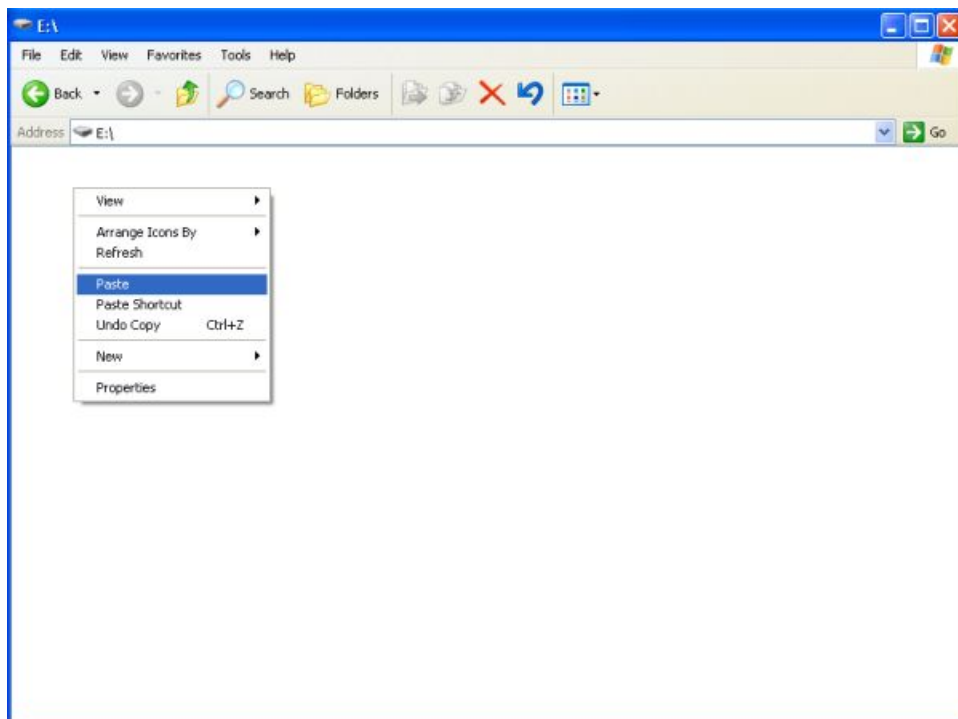 E:\
File Edit View Favorites Tools Help
Back Search Folders
Address E:\ Go
View
Arrange Icons By
Refresh
Paste
Paste Shortcut
Undo Copy Ctrl+Z
New
Properties